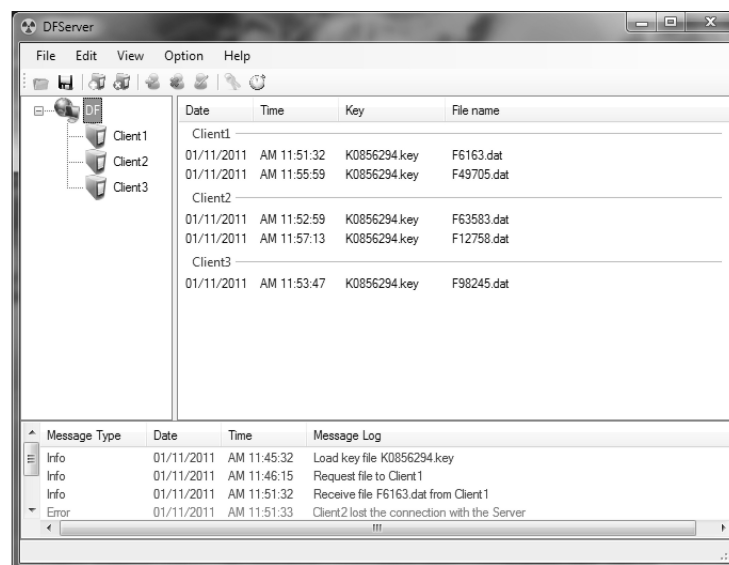 DFServer
File Edit View Option Help
DF
Client1
Client2
Client3
Date Time Key File name
Client1
01/11/2011 AM 11:51:32 K0856294.key F6163.dat
01/11/2011 AM 11:55:59 K0856294.key F49705.dat
Client2
01/11/2011 AM 11:52:59 K0856294.key F63583.dat
01/11/2011 AM 11:57:13 K0856294.key F12758.dat
Client3
01/11/2011 AM 11:53:47 K0856294.key F98245.dat
Message Type Date Time Message Log
Info 01/11/2011 AM 11:45:32 Load key file K0856294.key
Info 01/11/2011 AM 11:46:15 Request file to Client1
Info 01/11/2011 AM 11:51:32 Receive file F6163.dat from Client1
Error 01/11/2011 AM 11:51:33 Client2 lost the connection with the Server